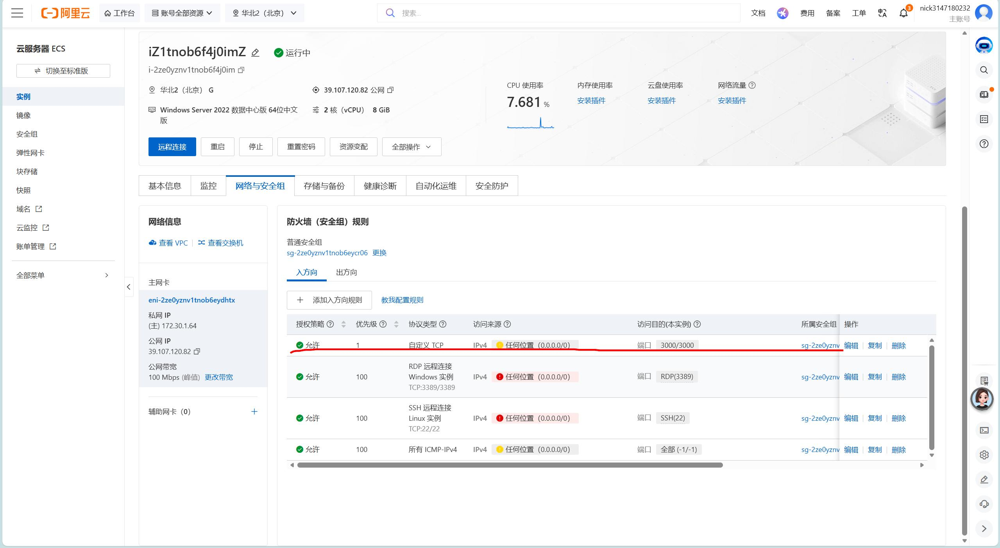 阿里云 工作台 账号全部资源 华北2（北京） 搜索... 文档 费用 备案 工单 3 nick3147180232
主账号
云服务器 ECS
切换至标准版
实例
镜像
安全组
弹性网卡
块存储
快照
域名
云监控
账单管理
全部菜单
iZ1tnob6f4j0imZ 运行中
i-2ze0yznv1tnob6f4j0im
华北2（北京） G 39.107.120.82 公网
Windows Server 2022 数据中心版 64位中文
版
2 核（vCPU） 8 GiB
CPU 使用率 内存使用率 云盘使用率 网络流量
7.681 % 安装插件 安装插件 安装插件
远程连接 重启 停止 重置密码 资源变配 全部操作
基本信息 监控 网络与安全组 存储与备份 健康诊断 自动化运维 安全防护
网络信息
查看 VPC 查看交换机
主网卡
eni-2ze0yznv1tnob6eydhtx
私网 IP
(主) 172.30.1.64
公网 IP
39.107.120.82
公网带宽
100 Mbps (峰值) 更改带宽
辅助网卡（0） +
防火墙（安全组）规则
普通安全组
sg-2ze0yznv1tnob6eycr06 更换
入方向 出方向
+ 添加入方向规则 教我配置规则
授权策略 优先级 协议类型 访问来源 访问目的(本实例) 所属安全组 操作
允许 1 自定义 TCP IPv4 任何位置（0.0.0.0/0） 端口 3000/3000 sg-2ze0yznv 编辑 复制 删除
允许 100 RDP 远程连接
Windows 实例
TCP:3389/3389
IPv4 任何位置（0.0.0.0/0） 端口 RDP(3389) sg-2ze0yznv 编辑 复制 删除
允许 100 SSH 远程连接
Linux 实例
TCP:22/22
IPv4 任何位置（0.0.0.0/0） 端口 SSH(22) sg-2ze0yznv 编辑 复制 删除
允许 100 所有 ICMP-IPv4 IPv4 任何位置（0.0.0.0/0） 端口 全部 (-1/-1) sg-2ze0yznv 编辑 复制 删除